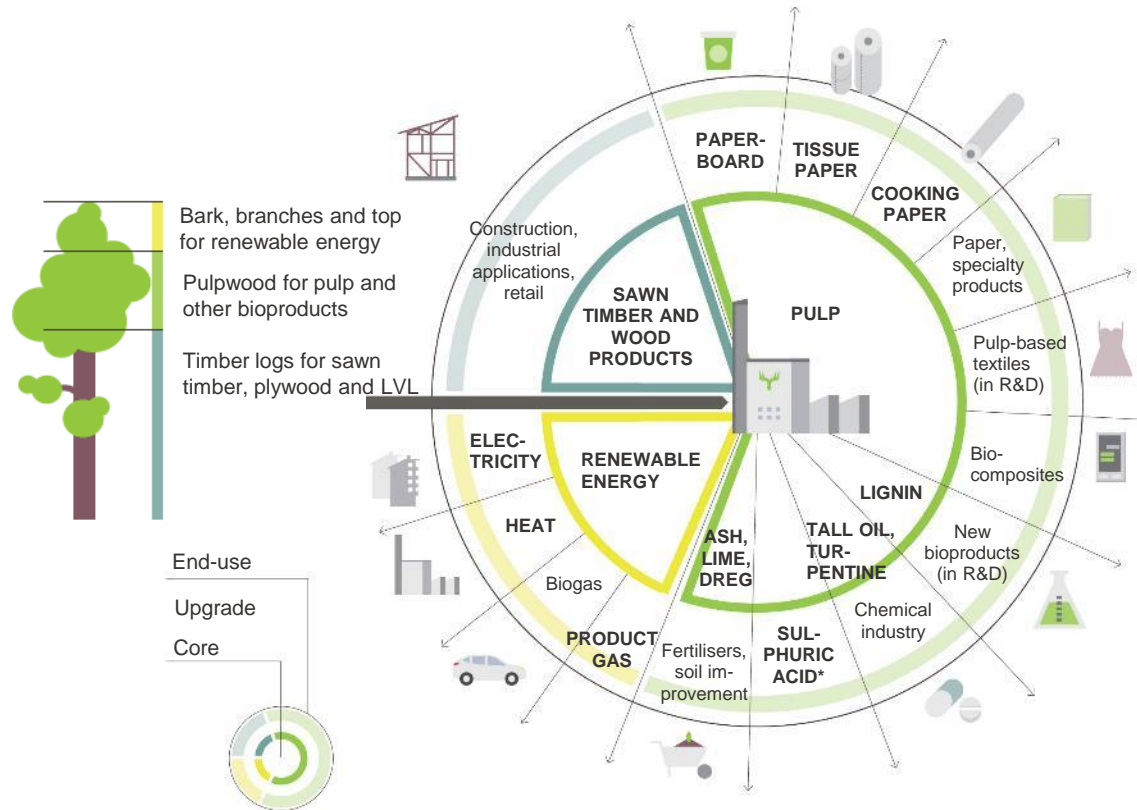 Bark, branches and top
for renewable energy
Pulpwood for pulp and
other bioproducts
Timber logs for sawn
timber, plywood and LVL
End-use
Upgrade
Core
Construction,
industrial
applications,
retail
SAWN
TIMBER AND
WOOD
PRODUCTS
PAPER-
BOARD
TISSUE
PAPER
COOKING
PAPER
Paper,
specialty
products
PULP
Pulp-based
textiles
(in R&D)
Bio-
composites
LIGNIN
New
bioproducts
(in R&D)
TALL OIL,
TUR-
PENTINE
Chemical
industry
ASH,
LIME,
DREG
SUL-
PHURIC
ACID*
Fertilisers,
soil im-
provement
RENEWABLE
ENERGY
ELEC-
TRICITY
HEAT
Biogas
PRODUCT
GAS